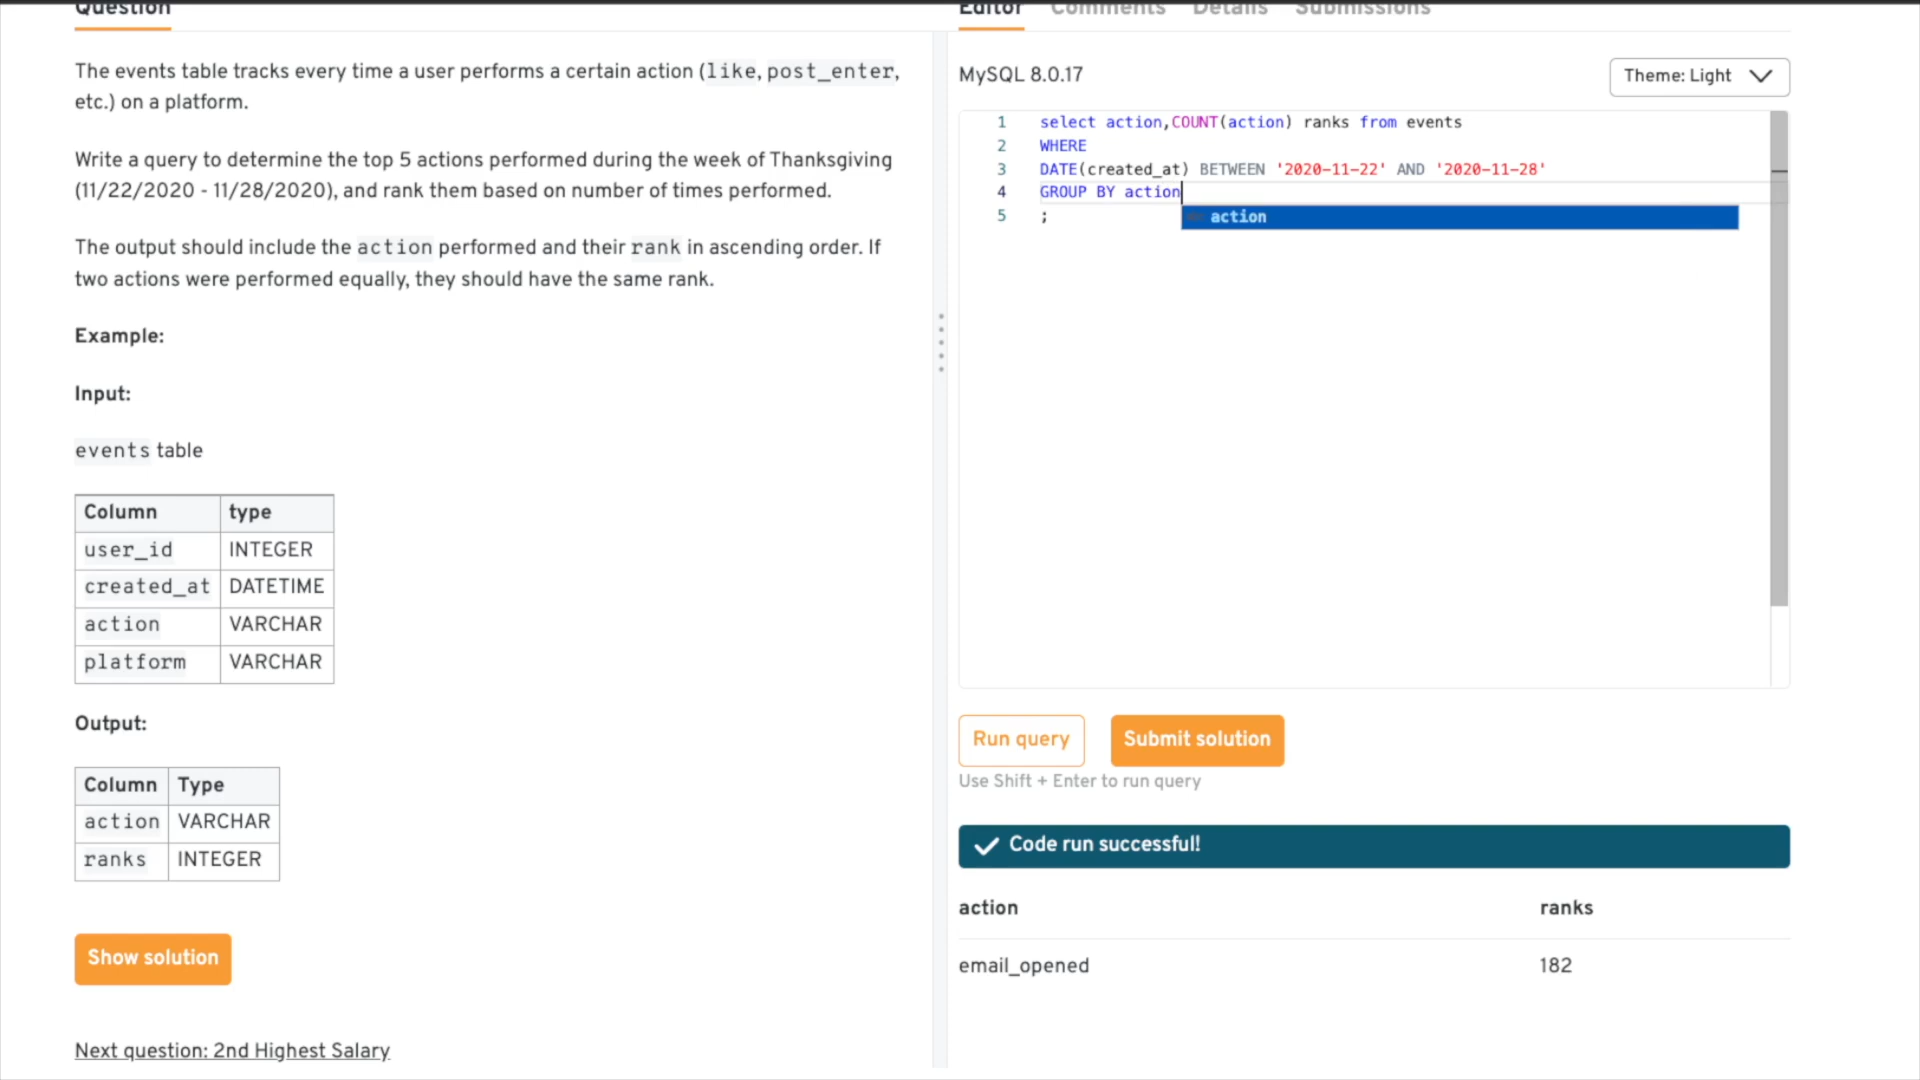 Question
The events table tracks every time a user performs a certain action (like, post_enter,
etc.) on a platform.
Write a query to determine the top 5 actions performed during the week of Thanksgiving
(11/22/2020 - 11/28/2020), and rank them based on number of times performed.
The output should include the action performed and their rank in ascending order. If
two actions were performed equally, they should have the same rank.
Example:
Input:
events table
Column type
user_id INTEGER
created_at DATETIME
action VARCHAR
platform VARCHAR
Output:
Column Type
action VARCHAR
ranks INTEGER
Show solution
Next question: 2nd Highest Salary
Editor Comments Details Submissions
MySQL 8.0.17
Theme: Light
1 select action,COUNT(action) ranks from events
2 WHERE
3 DATE(created_at) BETWEEN '2020-11-22' AND '2020-11-28'
4 GROUP BY action
action
5 ;
Run query Submit solution
Use Shift + Enter to run query
Code run successful!
action ranks
email_opened 182